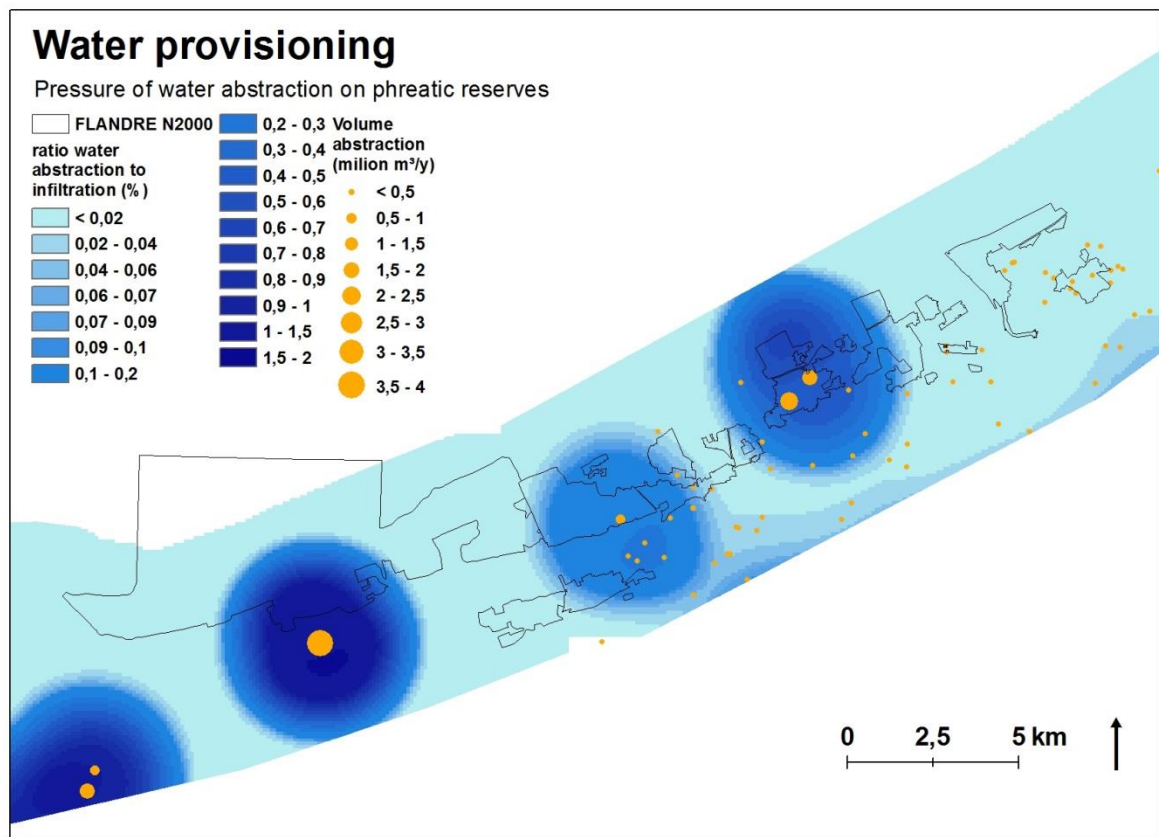 Water provisioning
Pressure of water abstraction on phreatic reserves
FLANDRE N2000
ratio water
abstraction to
infiltration (%)
< 0,02
0,02 - 0,04
0,04 - 0,06
0,06 - 0,07
0,07 - 0,09
0,09 - 0,1
0,1 - 0,2
0,2 - 0,3
0,3 - 0,4
0,4 - 0,5
0,5 - 0,6
0,6 - 0,7
0,7 - 0,8
0,8 - 0,9
0,9 - 1
1 - 1,5
1,5 - 2
Volume
abstraction
(milion m³/y)
< 0,5
0,5 - 1
1 - 1,5
1,5 - 2
2 - 2,5
2,5 - 3
3 - 3,5
3,5 - 4
0 2,5 5 km